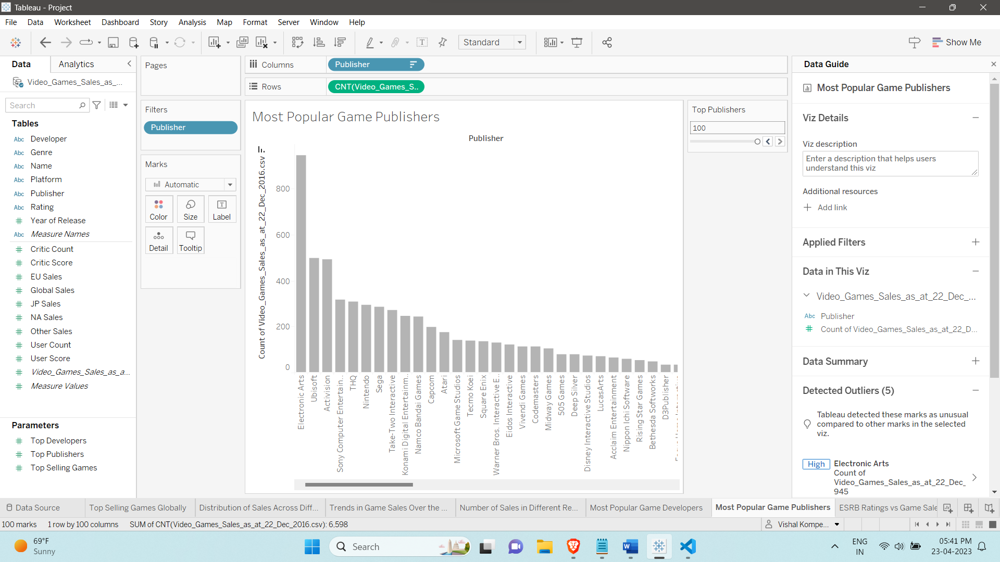 Tableau - Project
File Data Worksheet Dashboard Story Analysis Map Format Server Window Help
Standard
Show Me
Data Analytics
Video_Games_Sales_as_...
Search
Tables
Abc Developer
Abc Genre
Abc Name
Abc Platform
Abc Publisher
Abc Rating
# Year of Release
Abc Measure Names
# Critic Count
# Critic Score
# EU Sales
# Global Sales
# JP Sales
# NA Sales
# Other Sales
# User Count
# User Score
# Video_Games_Sales_as_a...
# Measure Values
Parameters
# Top Developers
# Top Publishers
# Top Selling Games
Pages
Filters
Publisher
Marks
Automatic
Color Size Label
Detail Tooltip
Columns Publisher
Rows CNT(Video_Games_S..
Most Popular Game Publishers
Publisher
Count of Video_Games_Sales_as_at_22_Dec_2016.csv
800
600
400
200
0
Electronic Arts
Ubisoft
Activision
Sony Computer Entertain..
THQ
Nintendo
Sega
Take-Two Interactive
Konami Digital Entertainm..
Namco Bandai Games
Capcom
Atari
Microsoft Game Studios
Tecmo Koei
Square Enix
Warner Bros. Interactive E..
Eidos Interactive
Vivendi Games
Codemasters
Midway Games
505 Games
Deep Silver
Disney Interactive Studios
LucasArts
Acclaim Entertainment
Nippon Ichi Software
Rising Star Games
Bethesda Softworks
D3Publisher
Top Publishers
100
Data Guide
Most Popular Game Publishers
Viz Details
Viz description
Enter a description that helps users
understand this viz
Additional resources
Add link
Applied Filters
Data in This Viz
Video_Games_Sales_as_at_22_Dec_...
Abc Publisher
# Count of Video_Games_Sales_as_at_22_D...
Data Summary
Detected Outliers (5)
Tableau detected these marks as unusual
compared to other marks in the selected
viz.
High Electronic Arts
Count of
Video_Games_Sales_as_at_22_Dec_
945
Data Source Top Selling Games Globally Distribution of Sales Across Diff... Trends in Game Sales Over the ... Number of Sales in Different Re... Most Popular Game Developers Most Popular Game Publishers ESRB Ratings vs Game Sale
100 marks 1 row by 100 columns SUM of CNT(Video_Games_Sales_as_at_22_Dec_2016.csv): 6,598
Vishal Kompe...
69°F
Sunny
Search
ENG
IN
05:41 PM
23-04-2023